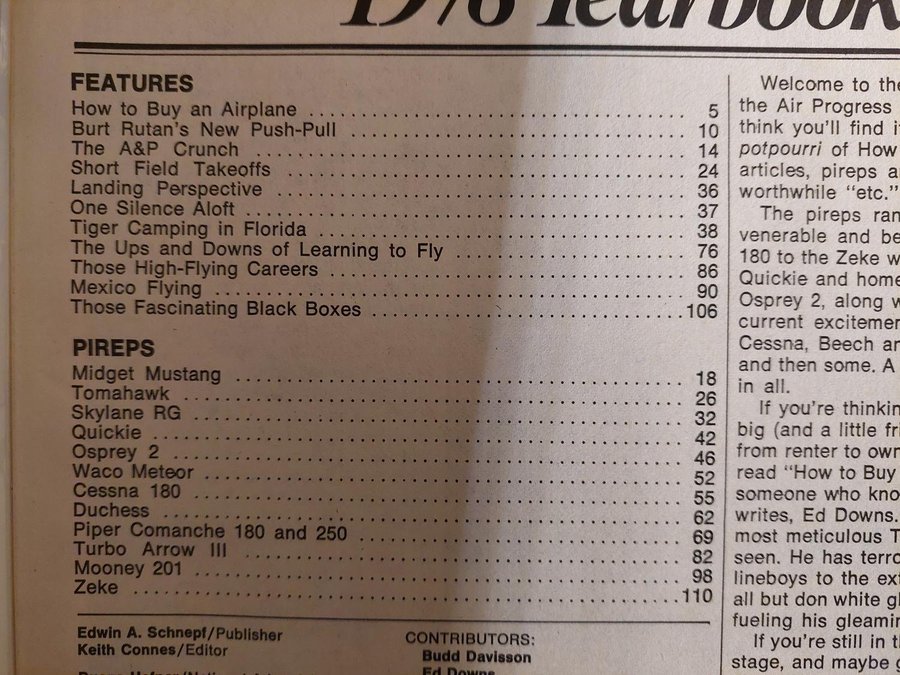 1978 Yearbook
FEATURES
How to Buy an Airplane 5
Burt Rutan's New Push-Pull 10
The A&P Crunch 14
Short Field Takeoffs 24
Landing Perspective 36
One Silence Aloft 37
Tiger Camping in Florida 38
The Ups and Downs of Learning to Fly 76
Those High-Flying Careers 86
Mexico Flying 90
Those Fascinating Black Boxes 106
PIREPS
Midget Mustang 18
Tomahawk 26
Skylane RG 32
Quickie 42
Osprey 2 46
Waco Meteor 52
Cessna 180 55
Duchess 62
Piper Comanche 180 and 250 69
Turbo Arrow III 82
Mooney 201 98
Zeke 110
Edwin A. Schnepf/Publisher
Keith Connes/Editor
CONTRIBUTORS:
Budd Davisson
Ed Downs
Welcome to the
the Air Progress
think you'll find i
potpourri of How
articles, pireps a
worthwhile "etc."
The pireps ran
venerable and be
180 to the Zeke w
Quickie and home
Osprey 2, along w
current excitemen
Cessna, Beech an
and then some. A
in all.
If you're thinkin
big (and a little fri
from renter to own
read "How to Buy
someone who kno
writes, Ed Downs.
most meticulous T
seen. He has terro
lineboys to the ext
all but don white gl
fueling his gleamin
If you're still in t
stage, and maybe g